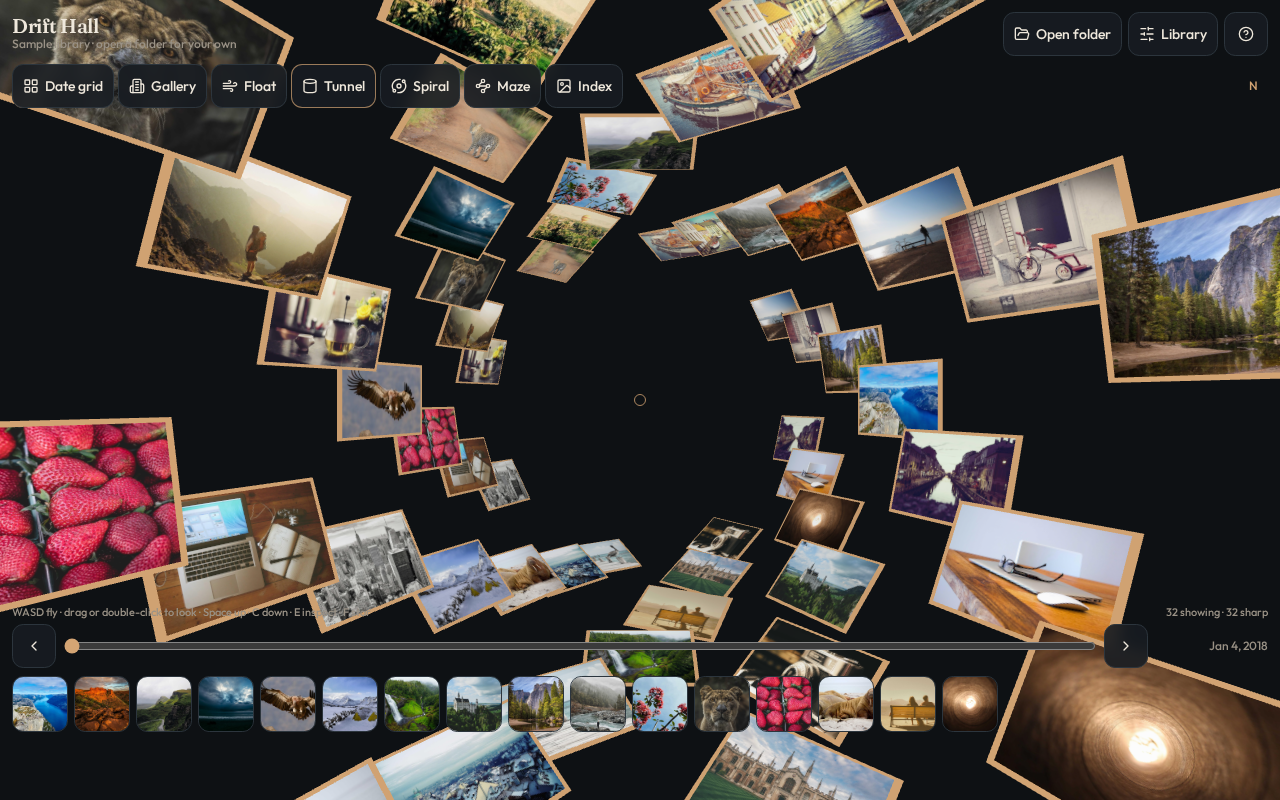 Drift Hall
Sample library · open a folder for your own
Open folder
Library
Date grid
Gallery
Float
Tunnel
Spiral
Maze
Index
N
WASD fly · drag or double-click to look · Space up · C down · E
32 showing · 32 sharp
Jan 4, 2018